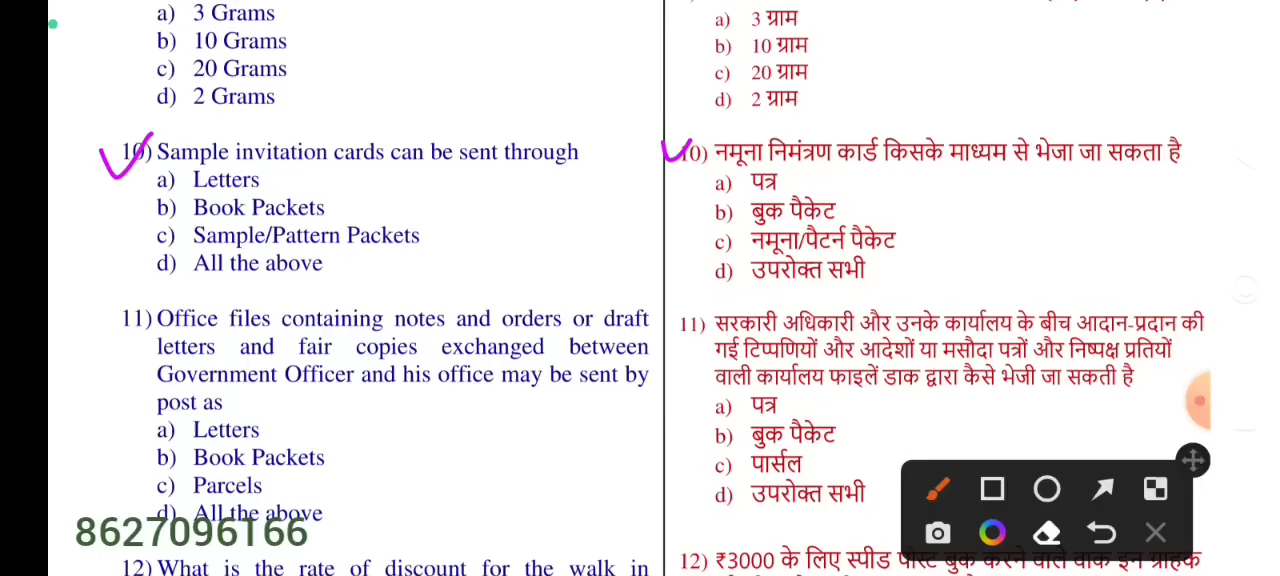 a) 3 Grams
b) 10 Grams
c) 20 Grams
d) 2 Grams
10) Sample invitation cards can be sent through
a) Letters
b) Book Packets
c) Sample/Pattern Packets
d) All the above
11) Office files containing notes and orders or draft
letters and fair copies exchanged between
Government Officer and his office may be sent by
post as
a) Letters
b) Book Packets
c) Parcels
d) All the above
8627096166
12) What is the rate of discount for the walk in
a) 3 ग्राम
b) 10 ग्राम
c) 20 ग्राम
d) 2 ग्राम
10) नमूना निमंत्रण कार्ड किसके माध्यम से भेजा जा सकता है
a) पत्र
b) बुक पैकेट
c) नमूना/पैटर्न पैकेट
d) उपरोक्त सभी
11) सरकारी अधिकारी और उनके कार्यालय के बीच आदान-प्रदान की
गई टिप्पणियों और आदेशों या मसौदा पत्रों और निष्पक्ष प्रतियों
वाली कार्यालय फाइलें डाक द्वारा कैसे भेजी जा सकती है
a) पत्र
b) बुक पैकेट
c) पार्सल
d) उपरोक्त सभी
12) ₹3000 के लिए स्पीड पोस्ट बुक करने वाले वाक इन ग्राहक